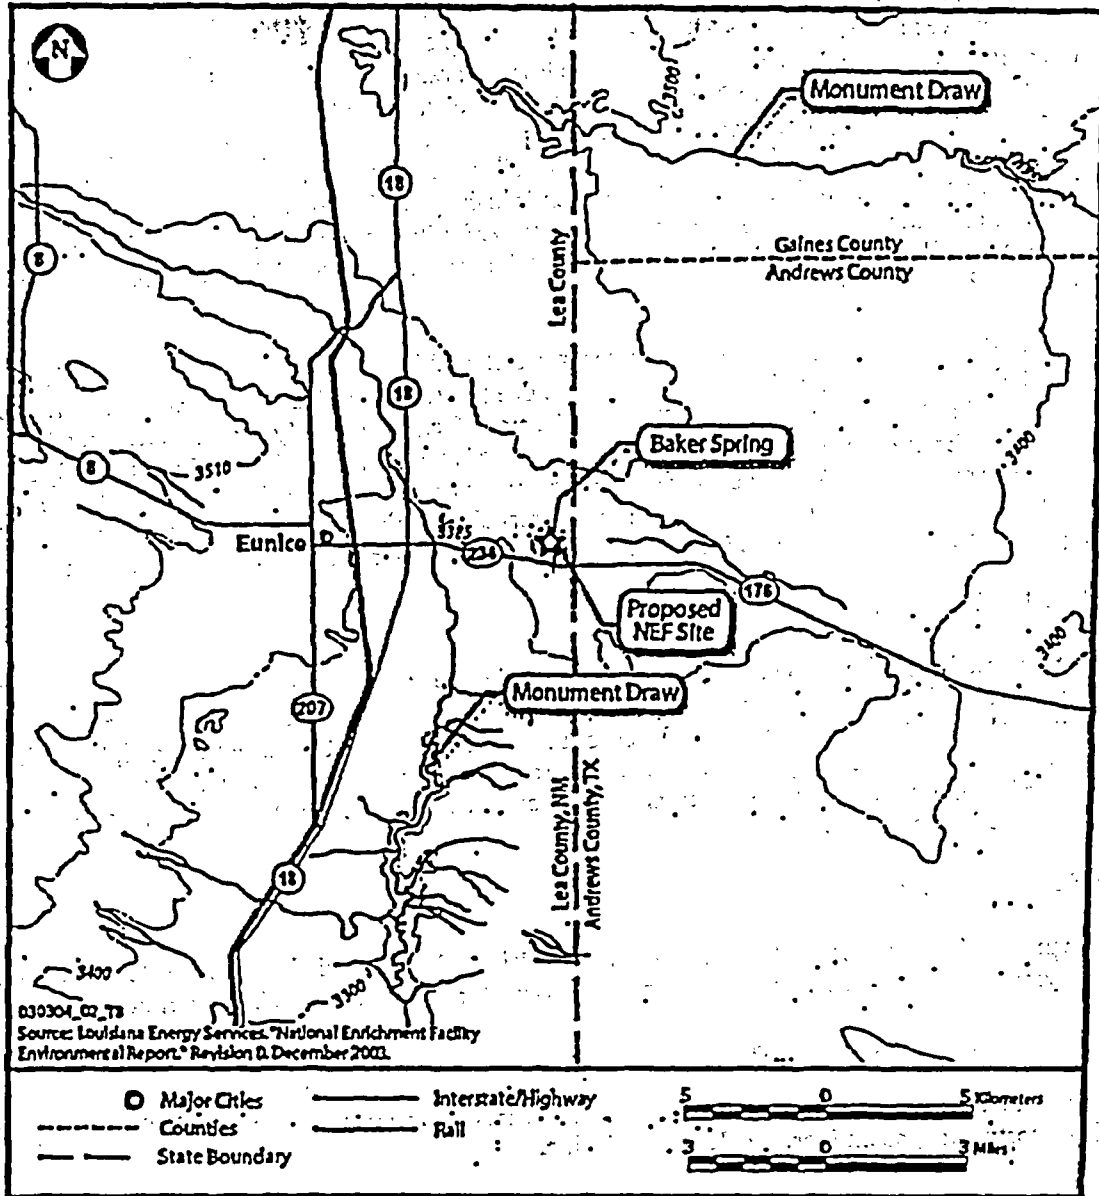 N
Monument Draw
3500
18
8
Lea County
Gaines County
Andrews County
18
Baker Spring
3400
8
3510
Eunice
3385
234
176
Proposed
NEF Site
3400
Monument Draw
207
Lea County, NM
Andrews County, TX
18
3400
3300
030304_02_T8
Source: Louisiana Energy Services. "National Enrichment Facility
Environmental Report." Revision 0. December 2003.
Major Cities
Interstate/Highway
Counties
Rail
State Boundary
5 0 5 Kilometers
3 0 3 Miles